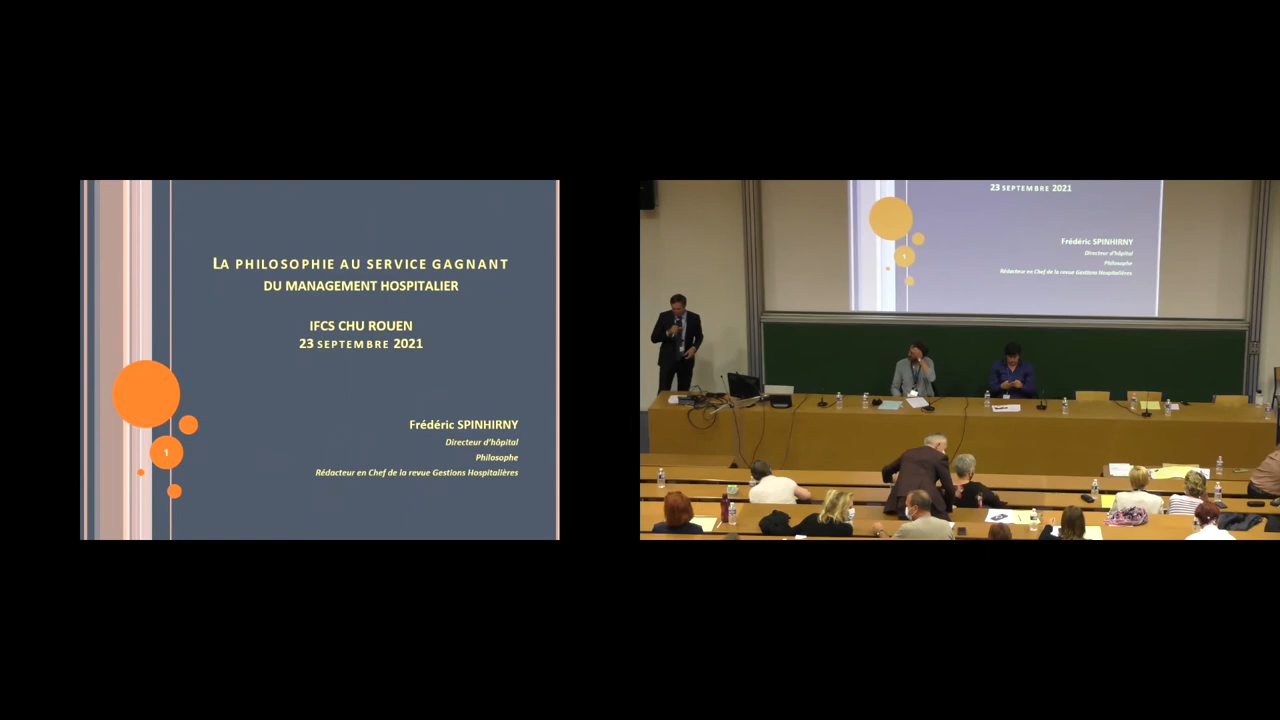 LA PHILOSOPHIE AU SERVICE GAGNANT
DU MANAGEMENT HOSPITALIER
IFCS CHU ROUEN
23 SEPTEMBRE 2021
Frédéric SPINHIRNY
Directeur d'hôpital
Philosophe
Rédacteur en Chef de la revue Gestions Hospitalières
1
23 SEPTEMBRE 2021
Frédéric SPINHIRNY
Directeur d'hôpital
Philosophe
Rédacteur en Chef de la revue Gestions Hospitalières
1